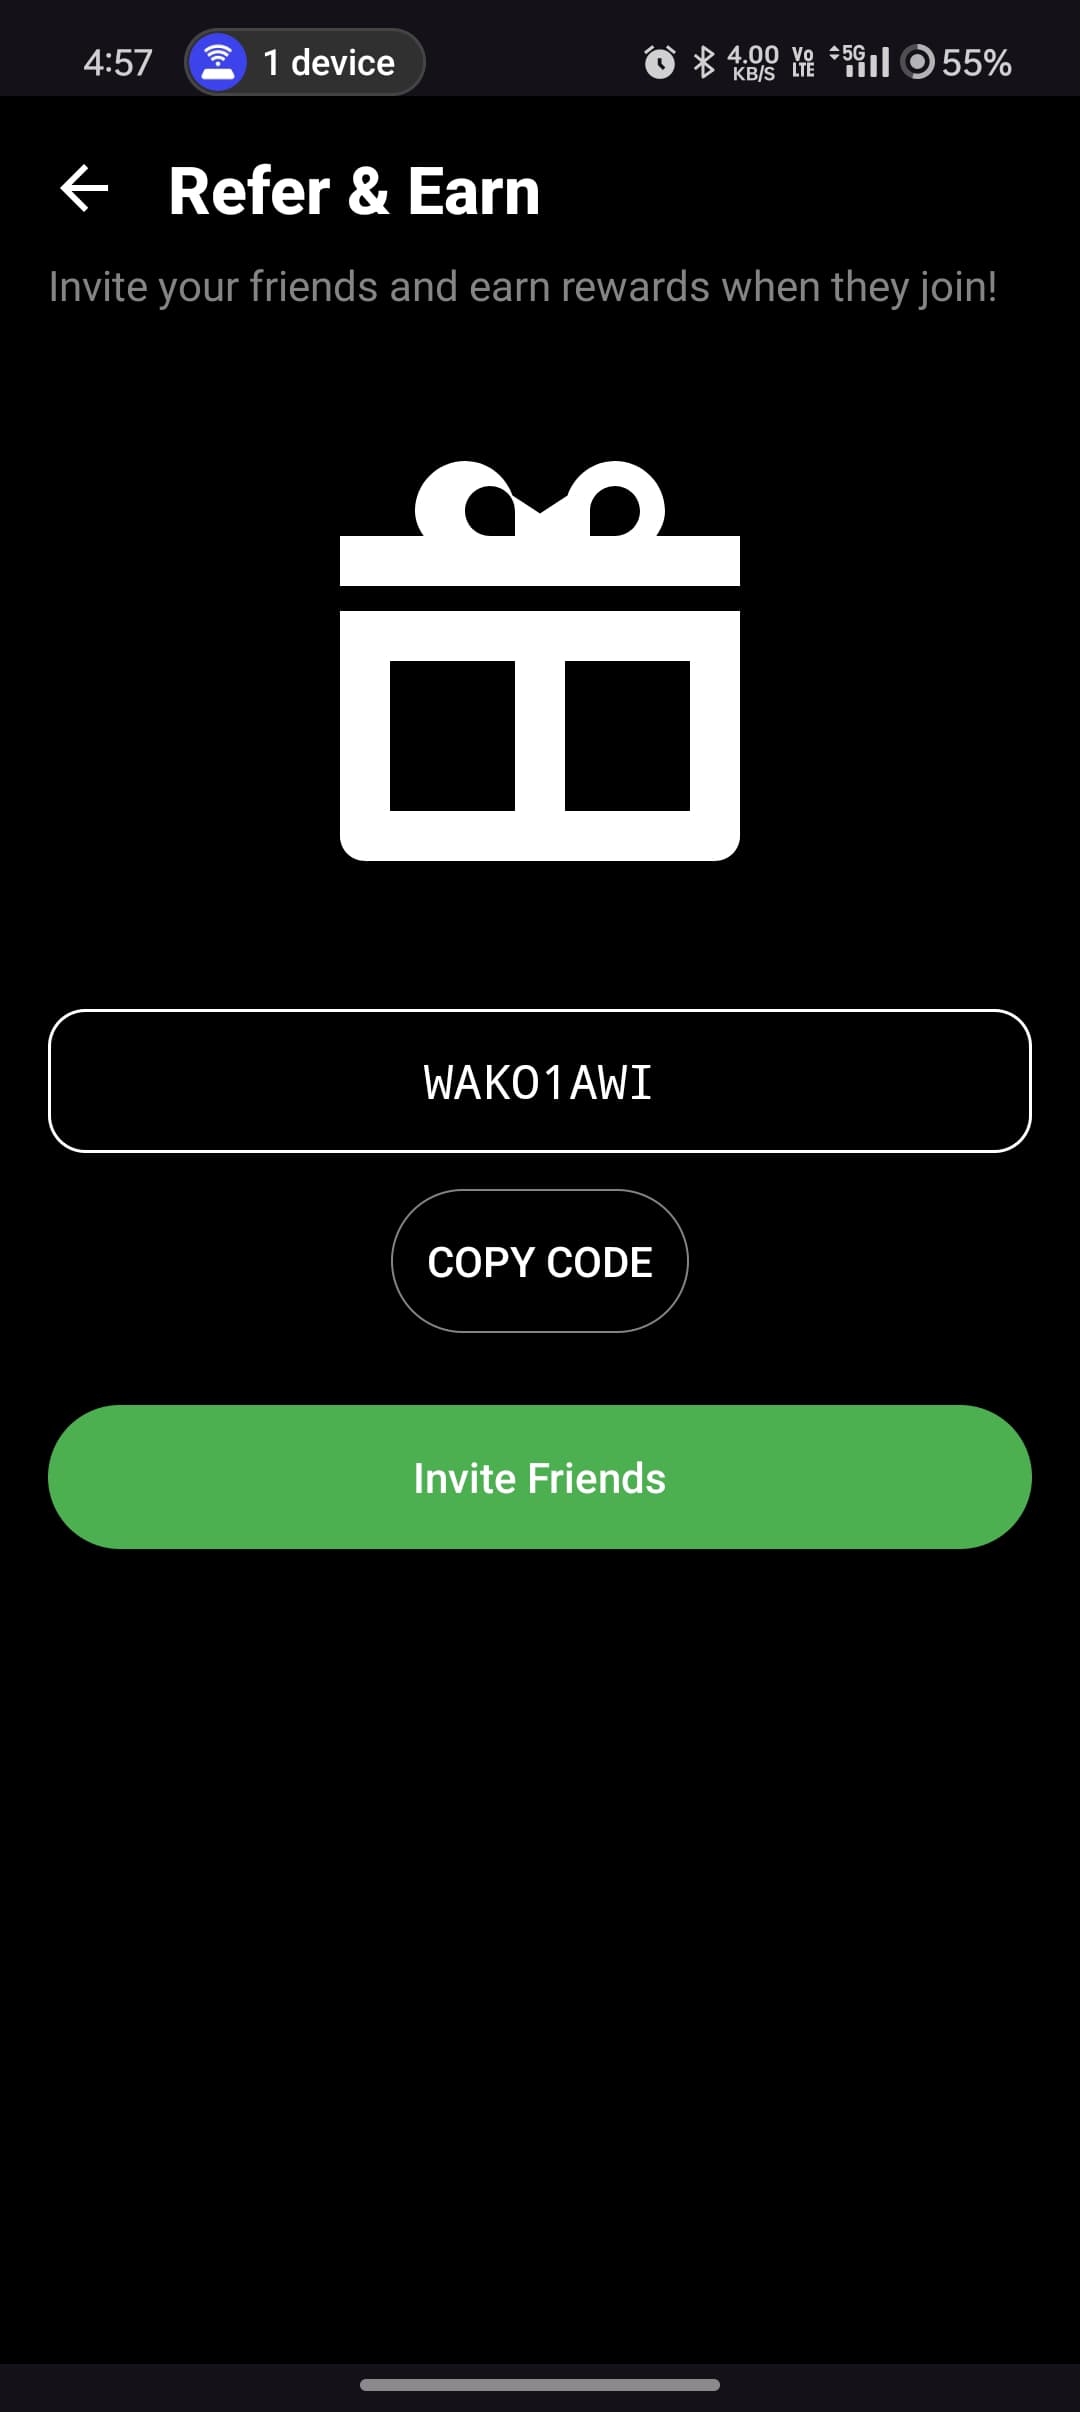 4:57 1 device 4.00 KB/S Vo LTE 5G 55%
Refer & Earn
Invite your friends and earn rewards when they join!
WAKO1AWI
COPY CODE
Invite Friends